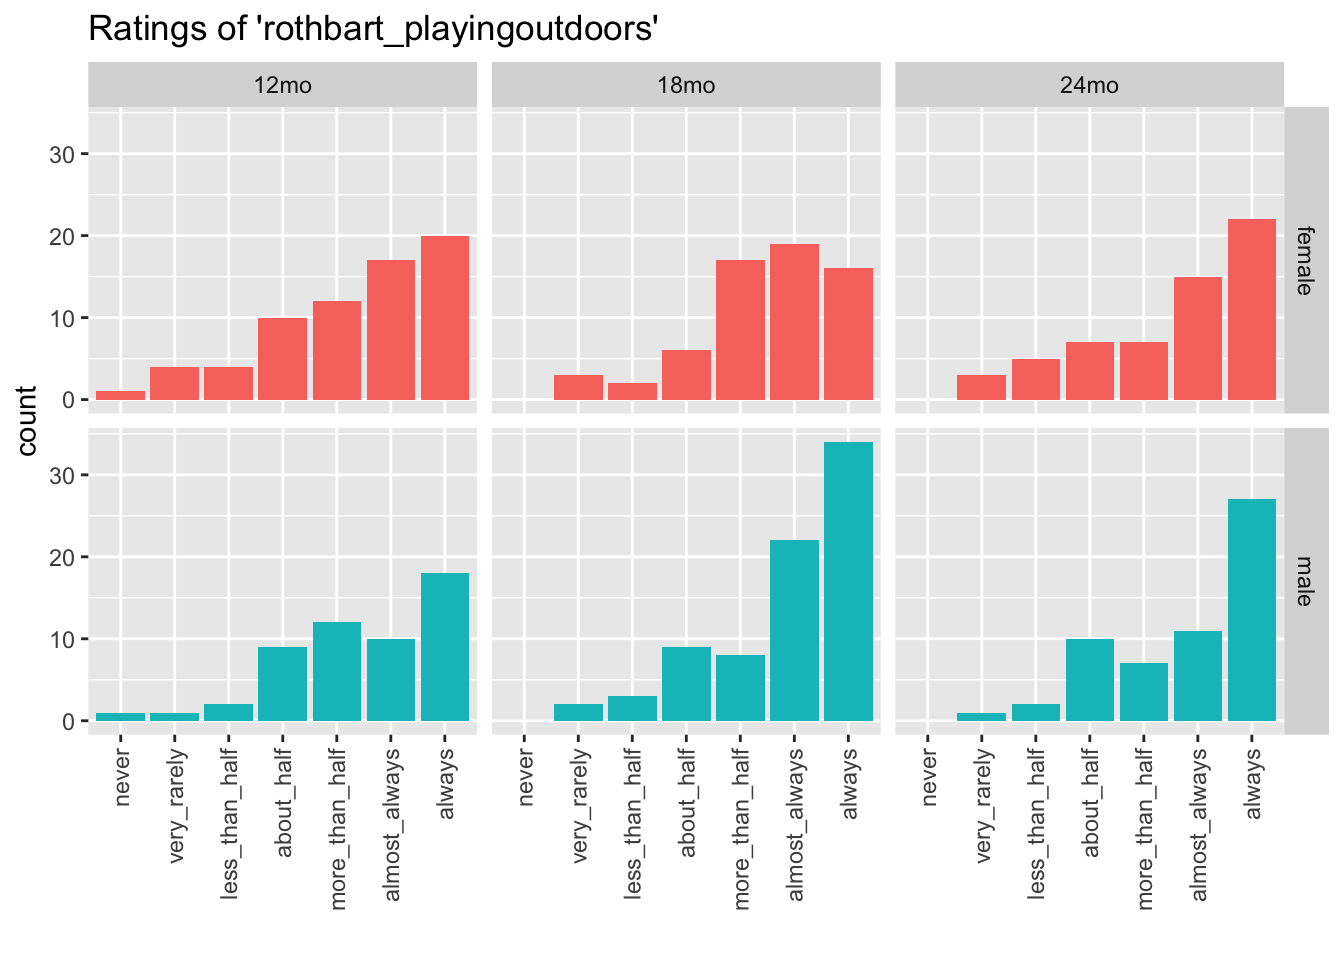 Ratings of 'rothbart_playingoutdoors'
12mo
18mo
24mo
30
20
10
0
female
count
30
20
10
0
male
never
very_rarely
less_than_half
about_half
more_than_half
almost_always
always
never
very_rarely
less_than_half
about_half
more_than_half
almost_always
always
never
very_rarely
less_than_half
about_half
more_than_half
almost_always
always